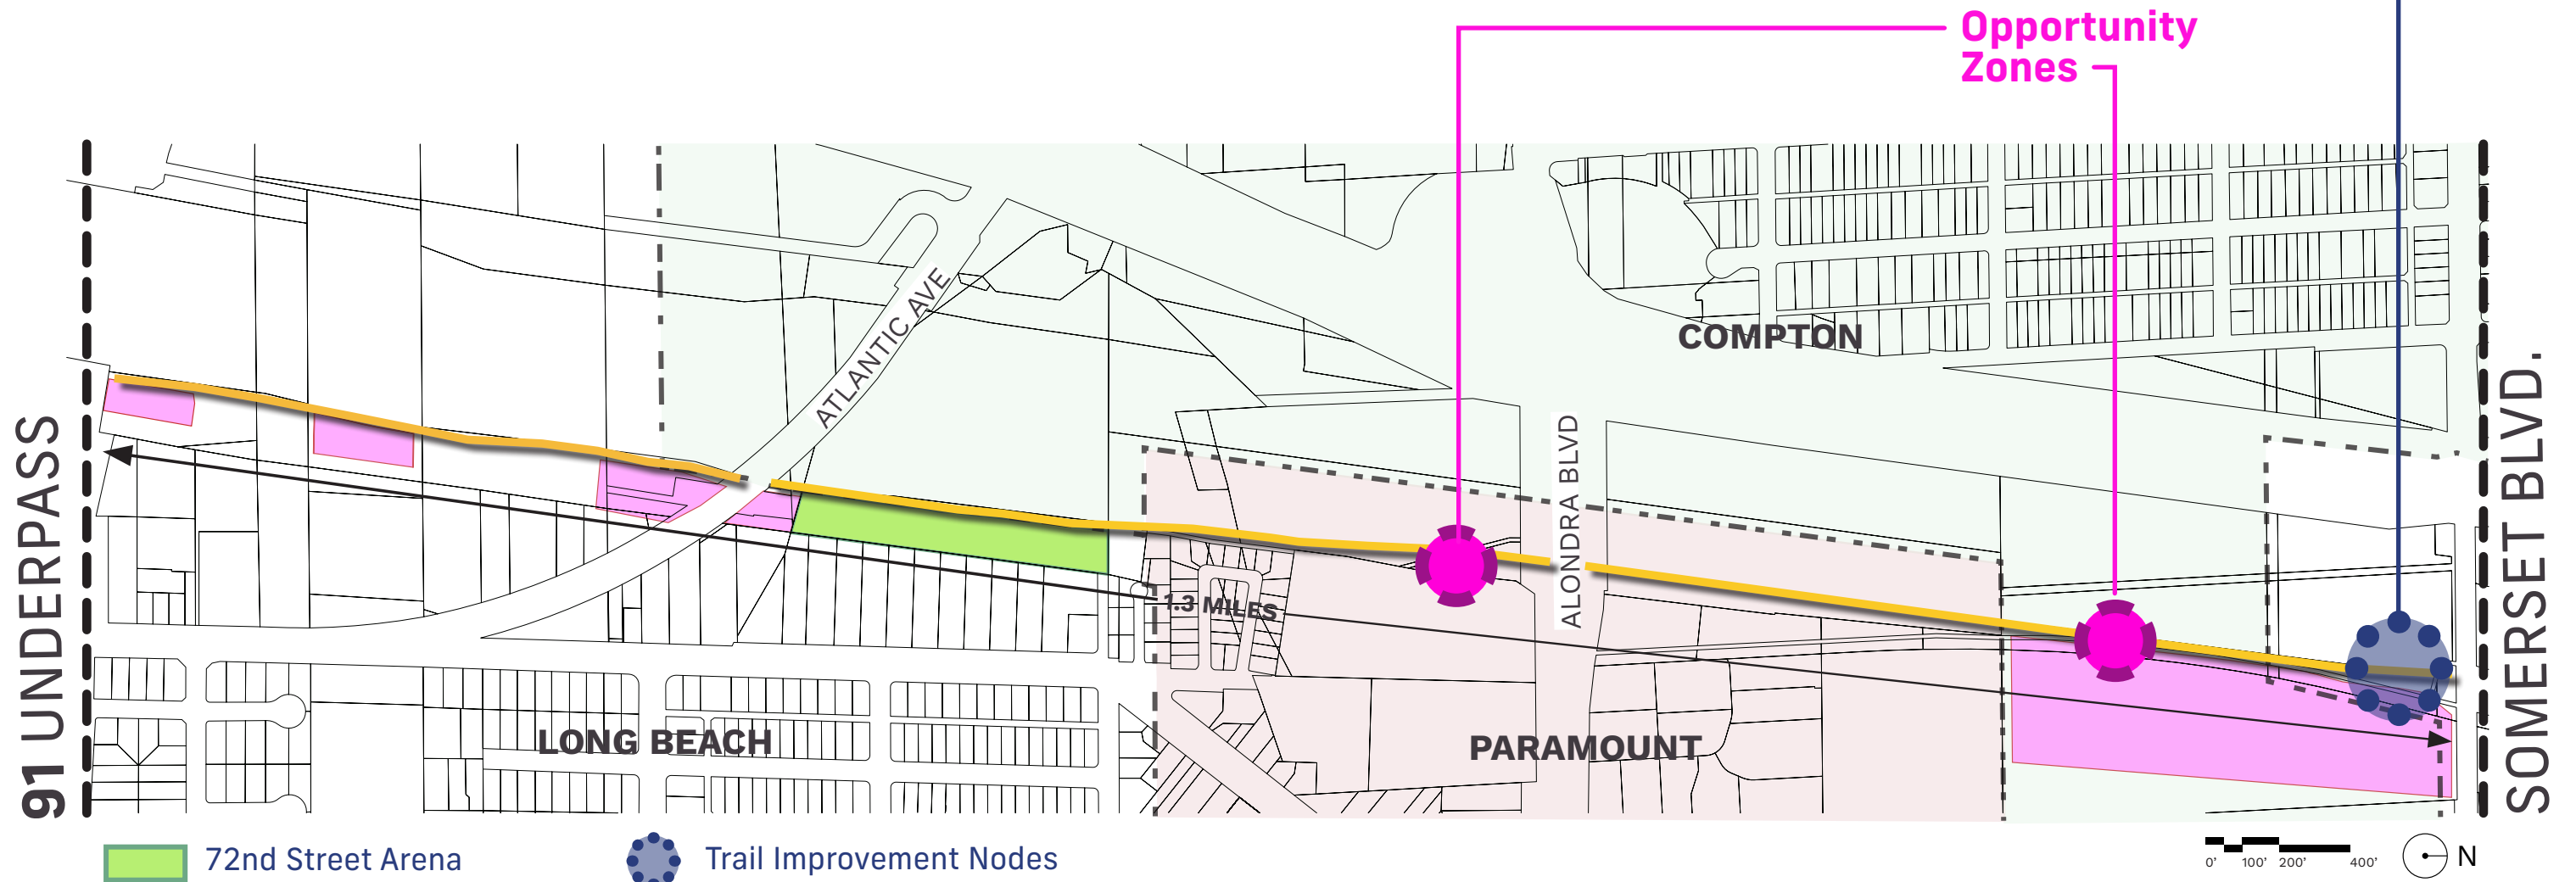 Opportunity
Zones
91 UNDERPASS
ATLANTIC AVE
COMPTON
ALONDRA BLVD
1.3 MILES
LONG BEACH
PARAMOUNT
SOMERSET BLVD.
72nd Street Arena
Trail Improvement Nodes
0' 100' 200' 400'
N